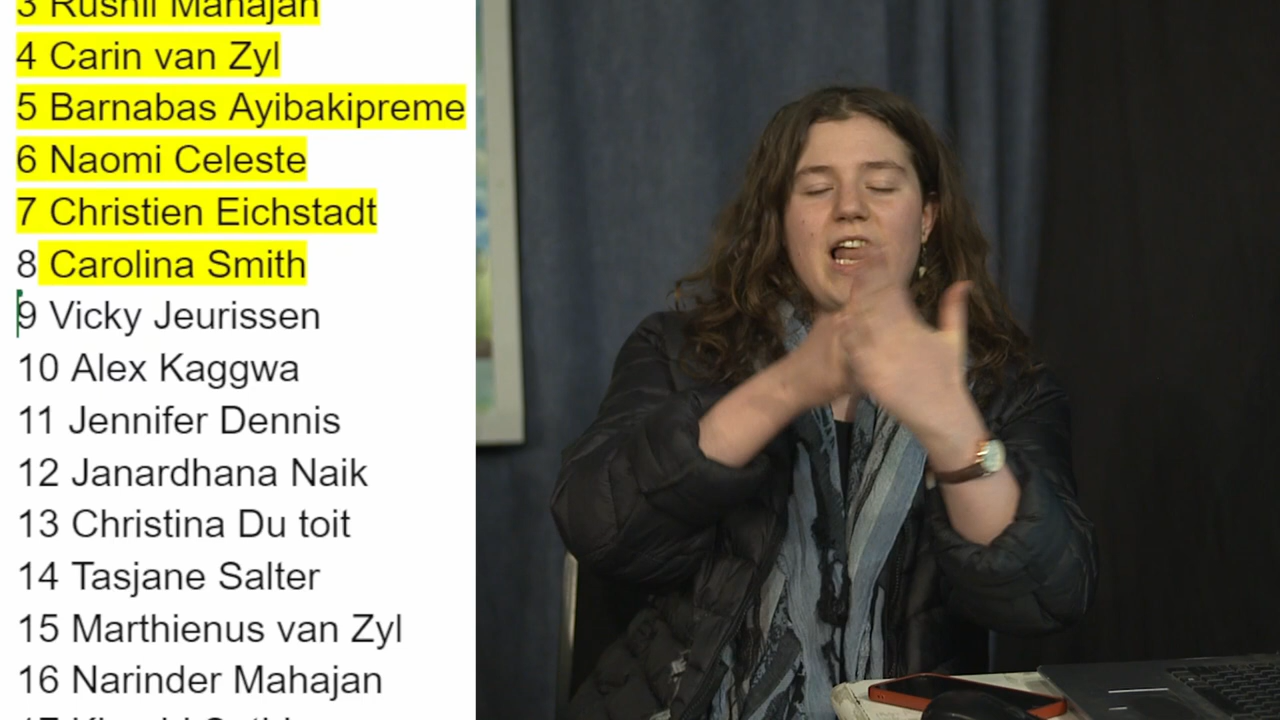 3 Rushil Mahajan
4 Carin van Zyl
5 Barnabas Ayibakipreme
6 Naomi Celeste
7 Christien Eichstadt
8 Carolina Smith
9 Vicky Jeurissen
10 Alex Kaggwa
11 Jennifer Dennis
12 Janardhana Naik
13 Christina Du toit
14 Tasjane Salter
15 Marthienus van Zyl
16 Narinder Mahajan